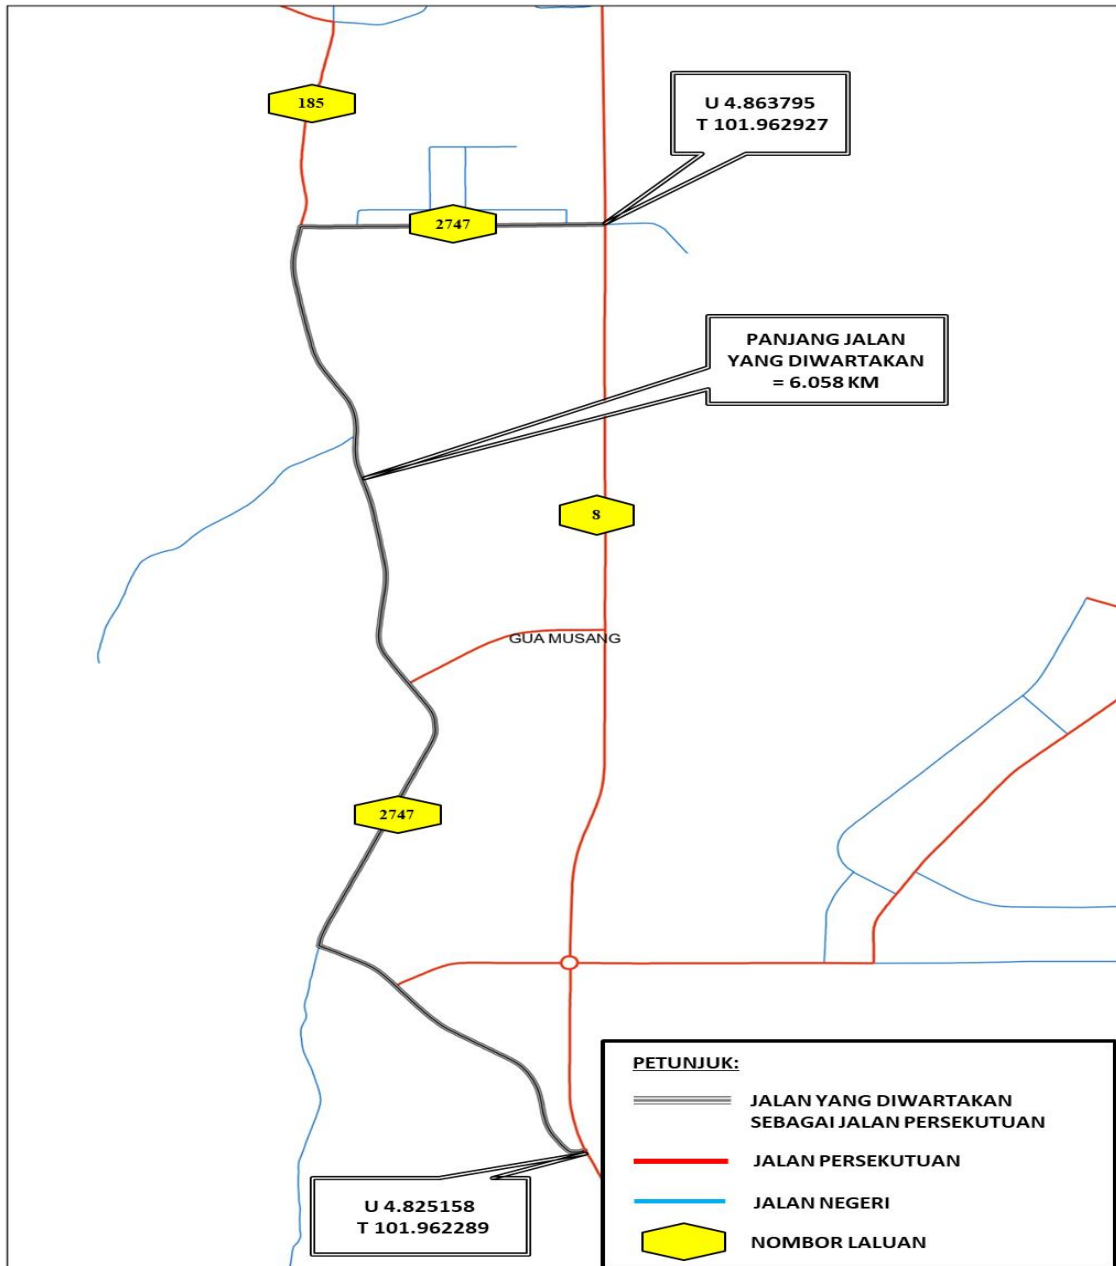 185
U 4.863795
T 101.962927
2747
PANJANG JALAN
YANG DIWARTAKAN
= 6.058 KM
8
GUA MUSANG
2747
PETUNJUK:
JALAN YANG DIWARTAKAN
SEBAGAI JALAN PERSEKUTUAN
JALAN PERSEKUTUAN
JALAN NEGERI
NOMBOR LALUAN
U 4.825158
T 101.962289